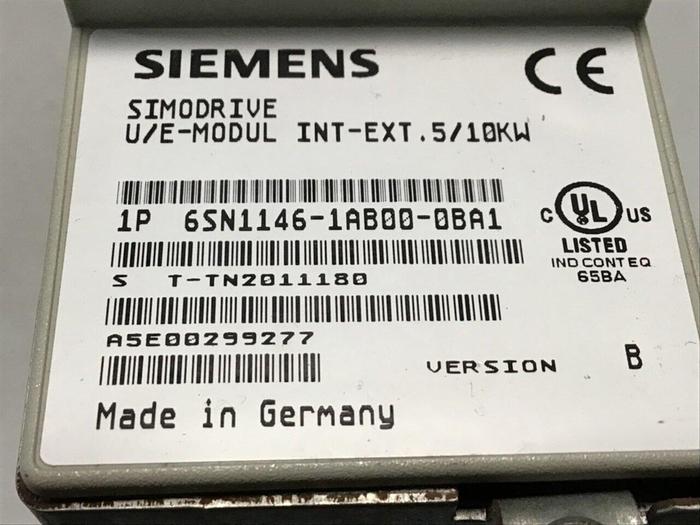 SIEMENS
CE
SIMODRIVE
U/E-MODUL INT-EXT.5/10KW
1P 6SN1146-1AB00-0BA1
C UL US
LISTED
IND CONT EQ
65BA
S T-TN2011180
A5E00299277
VERSION B
Made in Germany